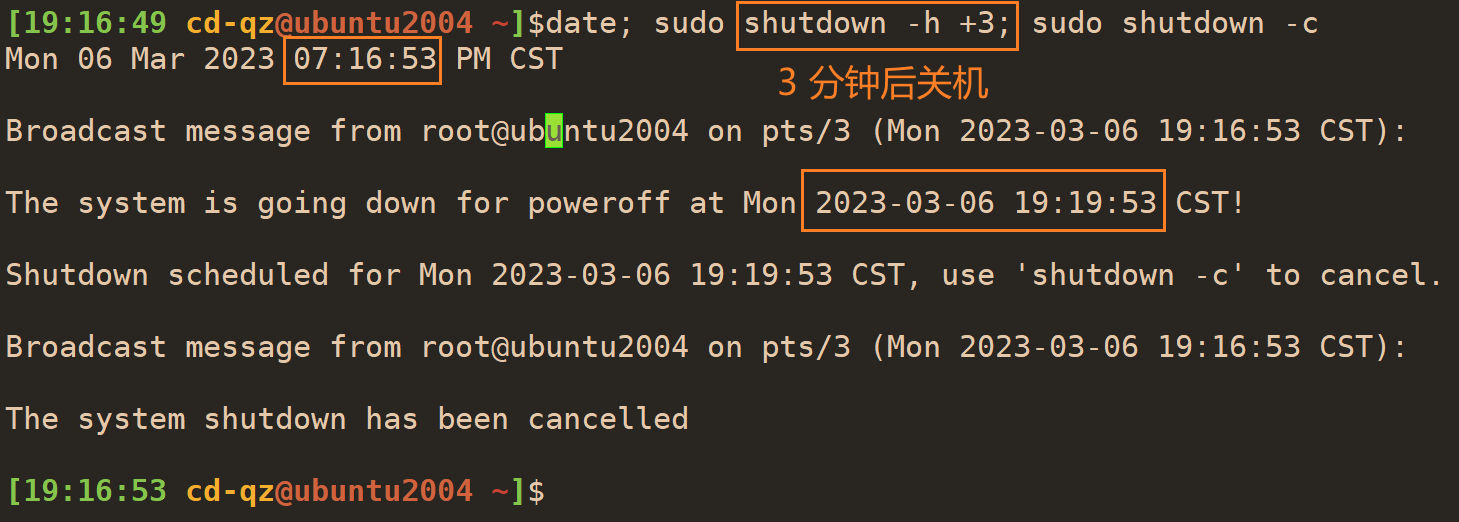 [19:16:49 cd-qz@ubuntu2004 ~]$date; sudo shutdown -h +3; sudo shutdown -c
Mon 06 Mar 2023 07:16:53 PM CST
3 分钟后关机
Broadcast message from root@ubuntu2004 on pts/3 (Mon 2023-03-06 19:16:53 CST):
The system is going down for poweroff at Mon 2023-03-06 19:19:53 CST!
Shutdown scheduled for Mon 2023-03-06 19:19:53 CST, use 'shutdown -c' to cancel.
Broadcast message from root@ubuntu2004 on pts/3 (Mon 2023-03-06 19:16:53 CST):
The system shutdown has been cancelled
[19:16:53 cd-qz@ubuntu2004 ~]$